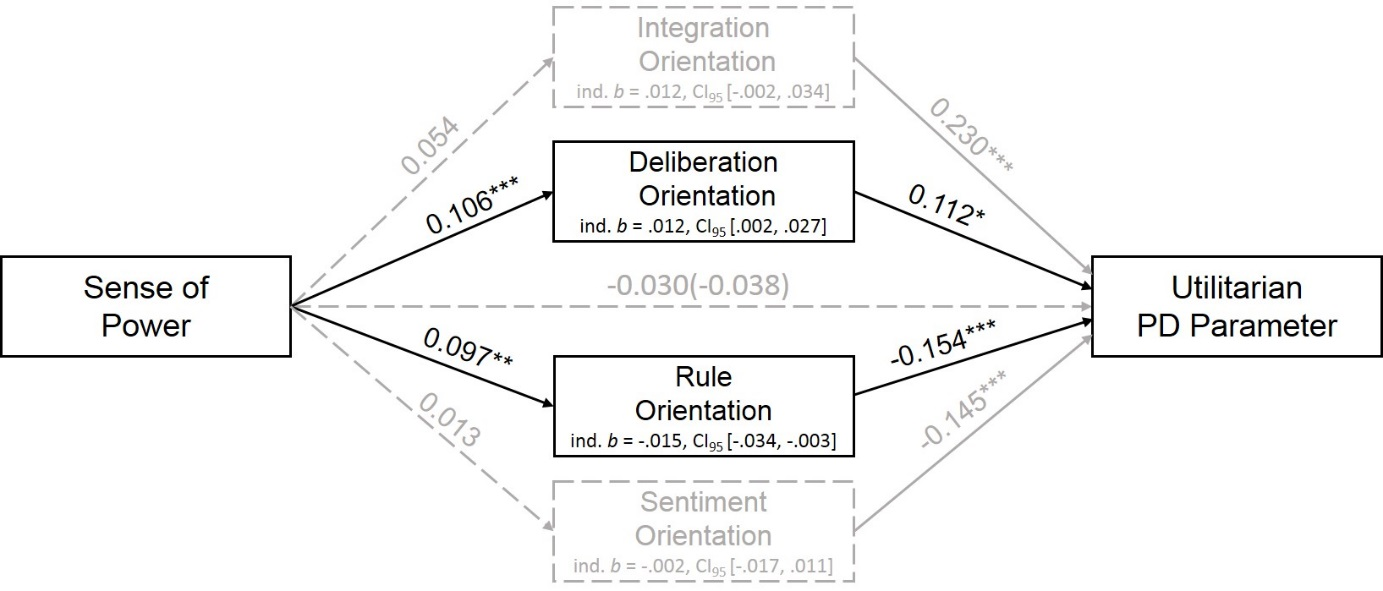 Integration
Orientation
ind. b = .012, CI95 [-.002, .034]
0.054
0.230***
Deliberation
Orientation
ind. b = .012, CI95 [.002, .027]
0.106***
0.112*
Sense of
Power
-0.030(-0.038)
Utilitarian
PD Parameter
0.097**
-0.154***
Rule
Orientation
ind. b = -.015, CI95 [-.034, -.003]
0.013
-0.145***
Sentiment
Orientation
ind. b = -.002, CI95 [-.017, .011]